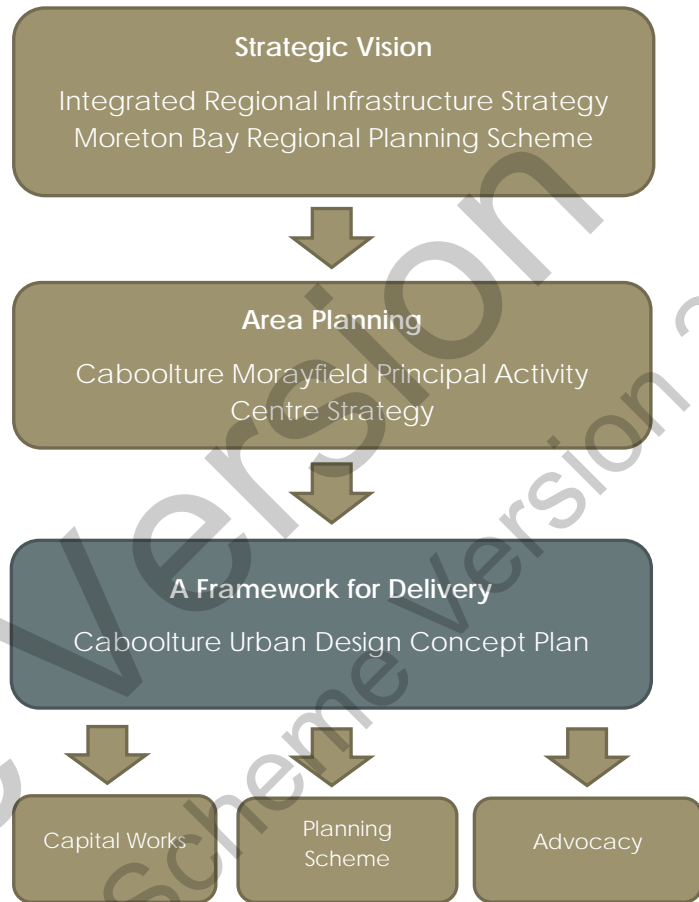 Strategic Vision
Integrated Regional Infrastructure Strategy
Moreton Bay Regional Planning Scheme
Area Planning
Caboolture Morayfield Principal Activity
Centre Strategy
A Framework for Delivery
Caboolture Urban Design Concept Plan
Capital Works
Planning
Scheme
Advocacy
Version
Scheme Version